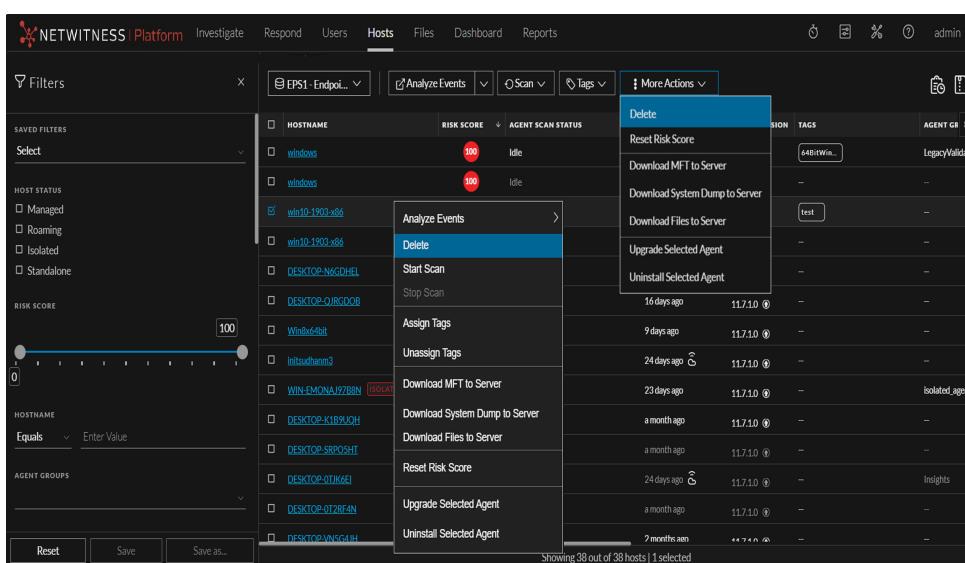 NETWITNESS Platform Investigate Respond Users Hosts Files Dashboard Reports admin
Filters
EPS1 - Endpoi... Analyze Events Scan Tags More Actions
SAVED FILTERS
Select
HOST STATUS
Managed
Roaming
Isolated
Standalone
RISK SCORE
100
0
HOSTNAME
Equals Enter Value
AGENT GROUPS
Reset Save Save as...
HOSTNAME RISK SCORE AGENT SCAN STATUS SION TAGS AGENT GR
windows 100 Idle 64BitWin... LegacyValida
windows 100 Idle -- --
win10-1903-x86 test --
win10-1903-x86 -- --
DESKTOP-N6GDHEL -- --
DESKTOP-QJRGDOB 16 days ago 11.7.1.0 -- --
Win8x64bit 9 days ago 11.7.1.0 -- --
initsudhanm3 24 days ago 11.7.1.0 -- --
WIN-EMONAJ97B8N ISOLAT 23 days ago 11.7.1.0 -- isolated_age
DESKTOP-K1B9UQH a month ago 11.7.1.0 -- --
DESKTOP-SRPO5HT a month ago 11.7.1.0 -- --
DESKTOP-0TJK6EI 24 days ago 11.7.1.0 -- Insights
DESKTOP-0T2RF4N a month ago 11.7.1.0 -- --
DESKTOP-VN5G4JH 2 months ago 11.7.1.0 -- --
Analyze Events
Delete
Start Scan
Stop Scan
Assign Tags
Unassign Tags
Download MFT to Server
Download System Dump to Server
Download Files to Server
Reset Risk Score
Upgrade Selected Agent
Uninstall Selected Agent
Delete
Reset Risk Score
Download MFT to Server
Download System Dump to Server
Download Files to Server
Upgrade Selected Agent
Uninstall Selected Agent
Showing 38 out of 38 hosts | 1 selected